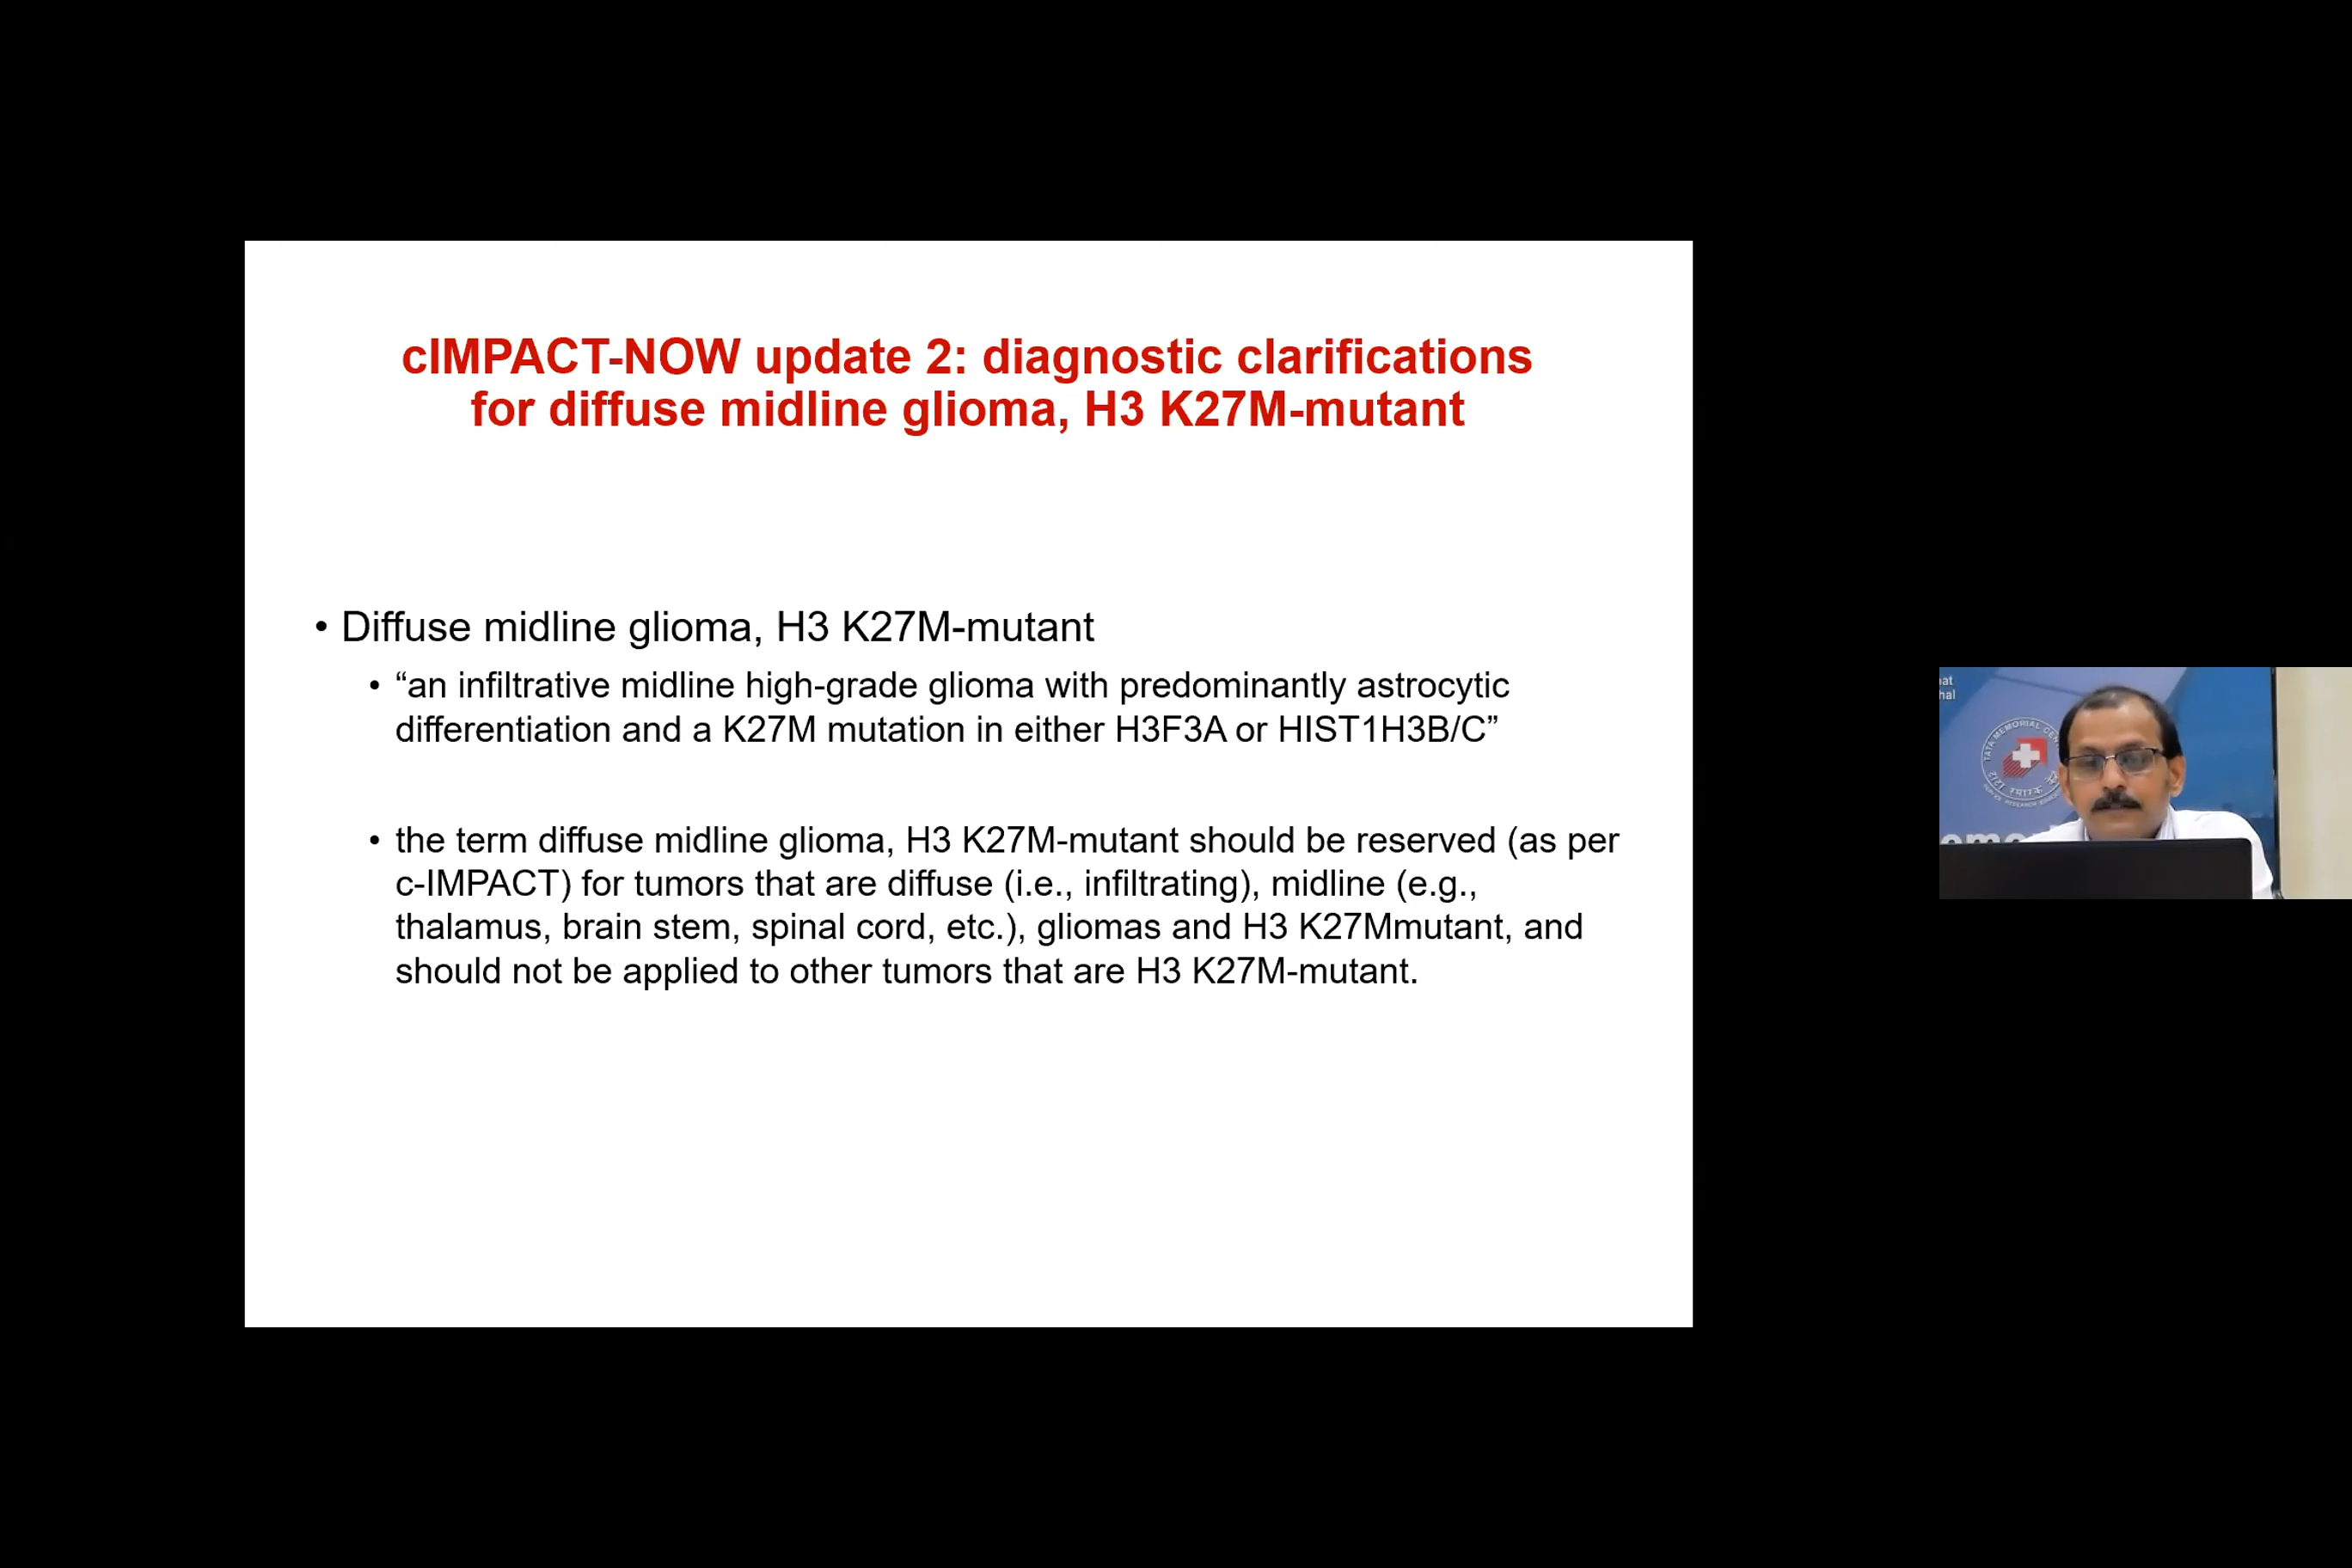 cIMPACT-NOW update 2: diagnostic clarifications
for diffuse midline glioma, H3 K27M-mutant
• Diffuse midline glioma, H3 K27M-mutant
• “an infiltrative midline high-grade glioma with predominantly astrocytic
differentiation and a K27M mutation in either H3F3A or HIST1H3B/C”
• the term diffuse midline glioma, H3 K27M-mutant should be reserved (as per
c-IMPACT) for tumors that are diffuse (i.e., infiltrating), midline (e.g.,
thalamus, brain stem, spinal cord, etc.), gliomas and H3 K27Mmutant, and
should not be applied to other tumors that are H3 K27M-mutant.
TATA MEMORIAL